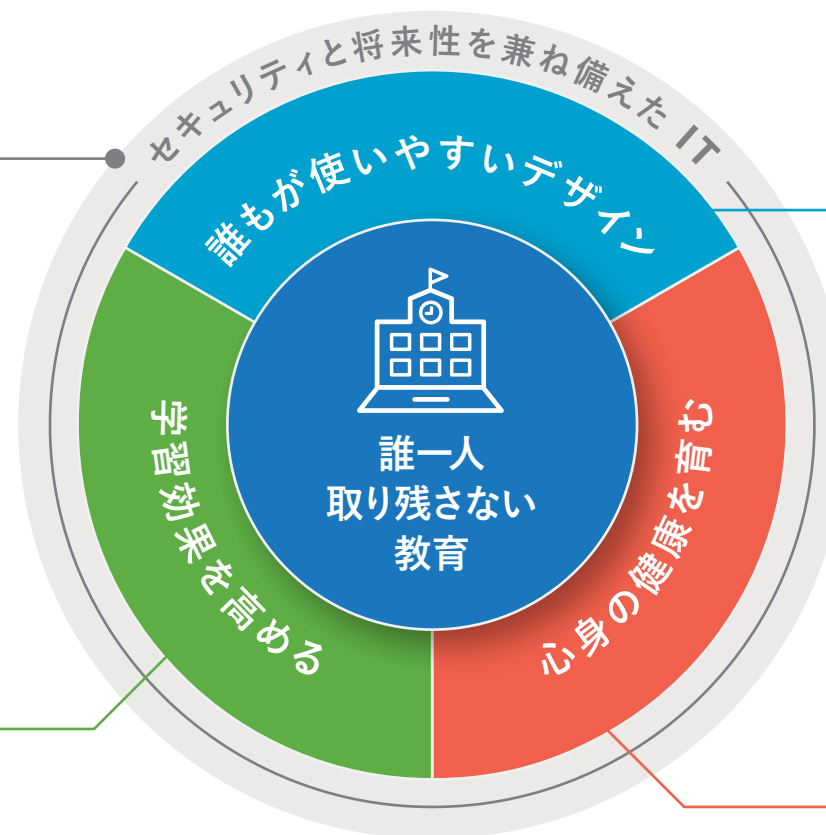 セキュリティと将来性を兼ね備えた IT
誰もが使いやすいデザイン
学習効果を高める
心身の健康を育む
誰一人
取り残さない
教育